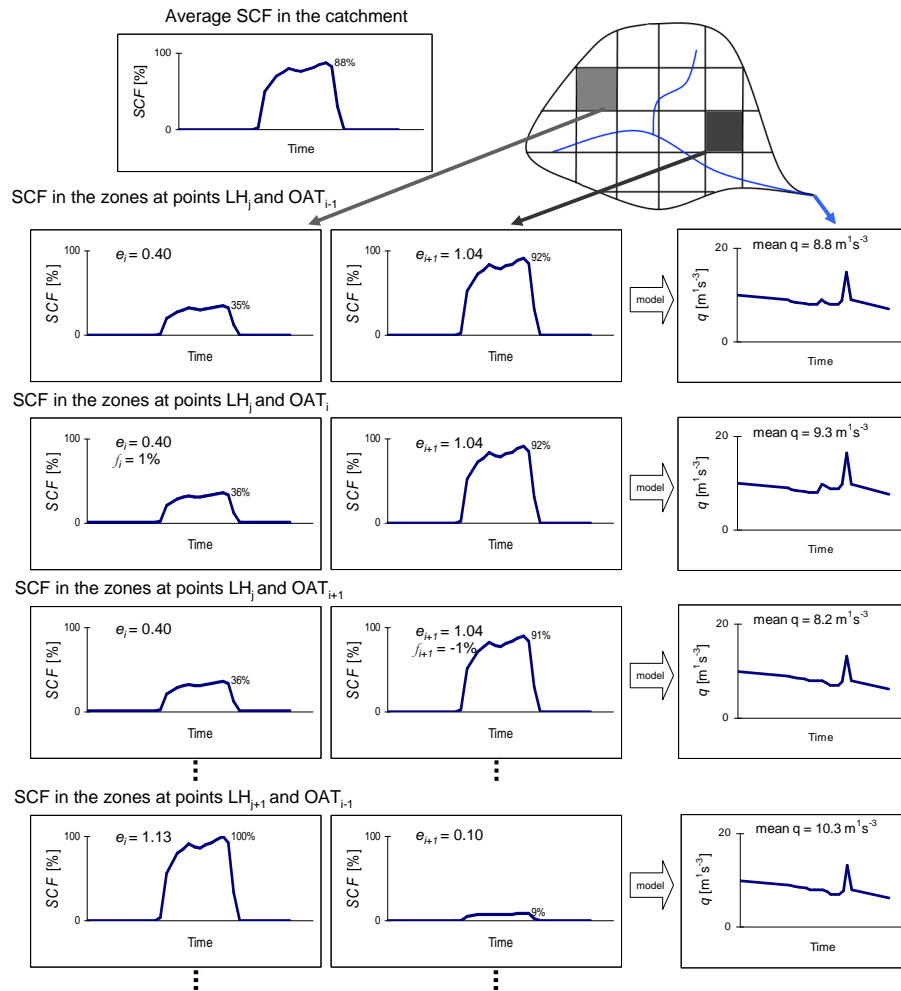 Average SCF in the catchment
100
SCF [%]
88%
0
Time
SCF in the zones at points LHj and OATi-1
100
SCF [%]
ei = 0.40
35%
0
Time
100
SCF [%]
ei+1 = 1.04
92%
0
Time
model
20
q [m1s-3]
mean q = 8.8 m1s-3
0
Time
SCF in the zones at points LHj and OATi
100
SCF [%]
ei = 0.40
fi = 1%
36%
0
Time
100
SCF [%]
ei+1 = 1.04
92%
0
Time
model
20
q [m1s-3]
mean q = 9.3 m1s-3
0
Time
SCF in the zones at points LHj and OATi+1
100
SCF [%]
ei = 0.40
36%
0
Time
100
SCF [%]
ei+1 = 1.04
fi+1 = -1%
91%
0
Time
model
20
q [m1s-3]
mean q = 8.2 m1s-3
0
Time
SCF in the zones at points LHj+1 and OATi-1
100
SCF [%]
ei = 1.13
100%
0
Time
100
SCF [%]
ei+1 = 0.10
9%
0
Time
model
20
q [m1s-3]
mean q = 10.3 m1s-3
0
Time